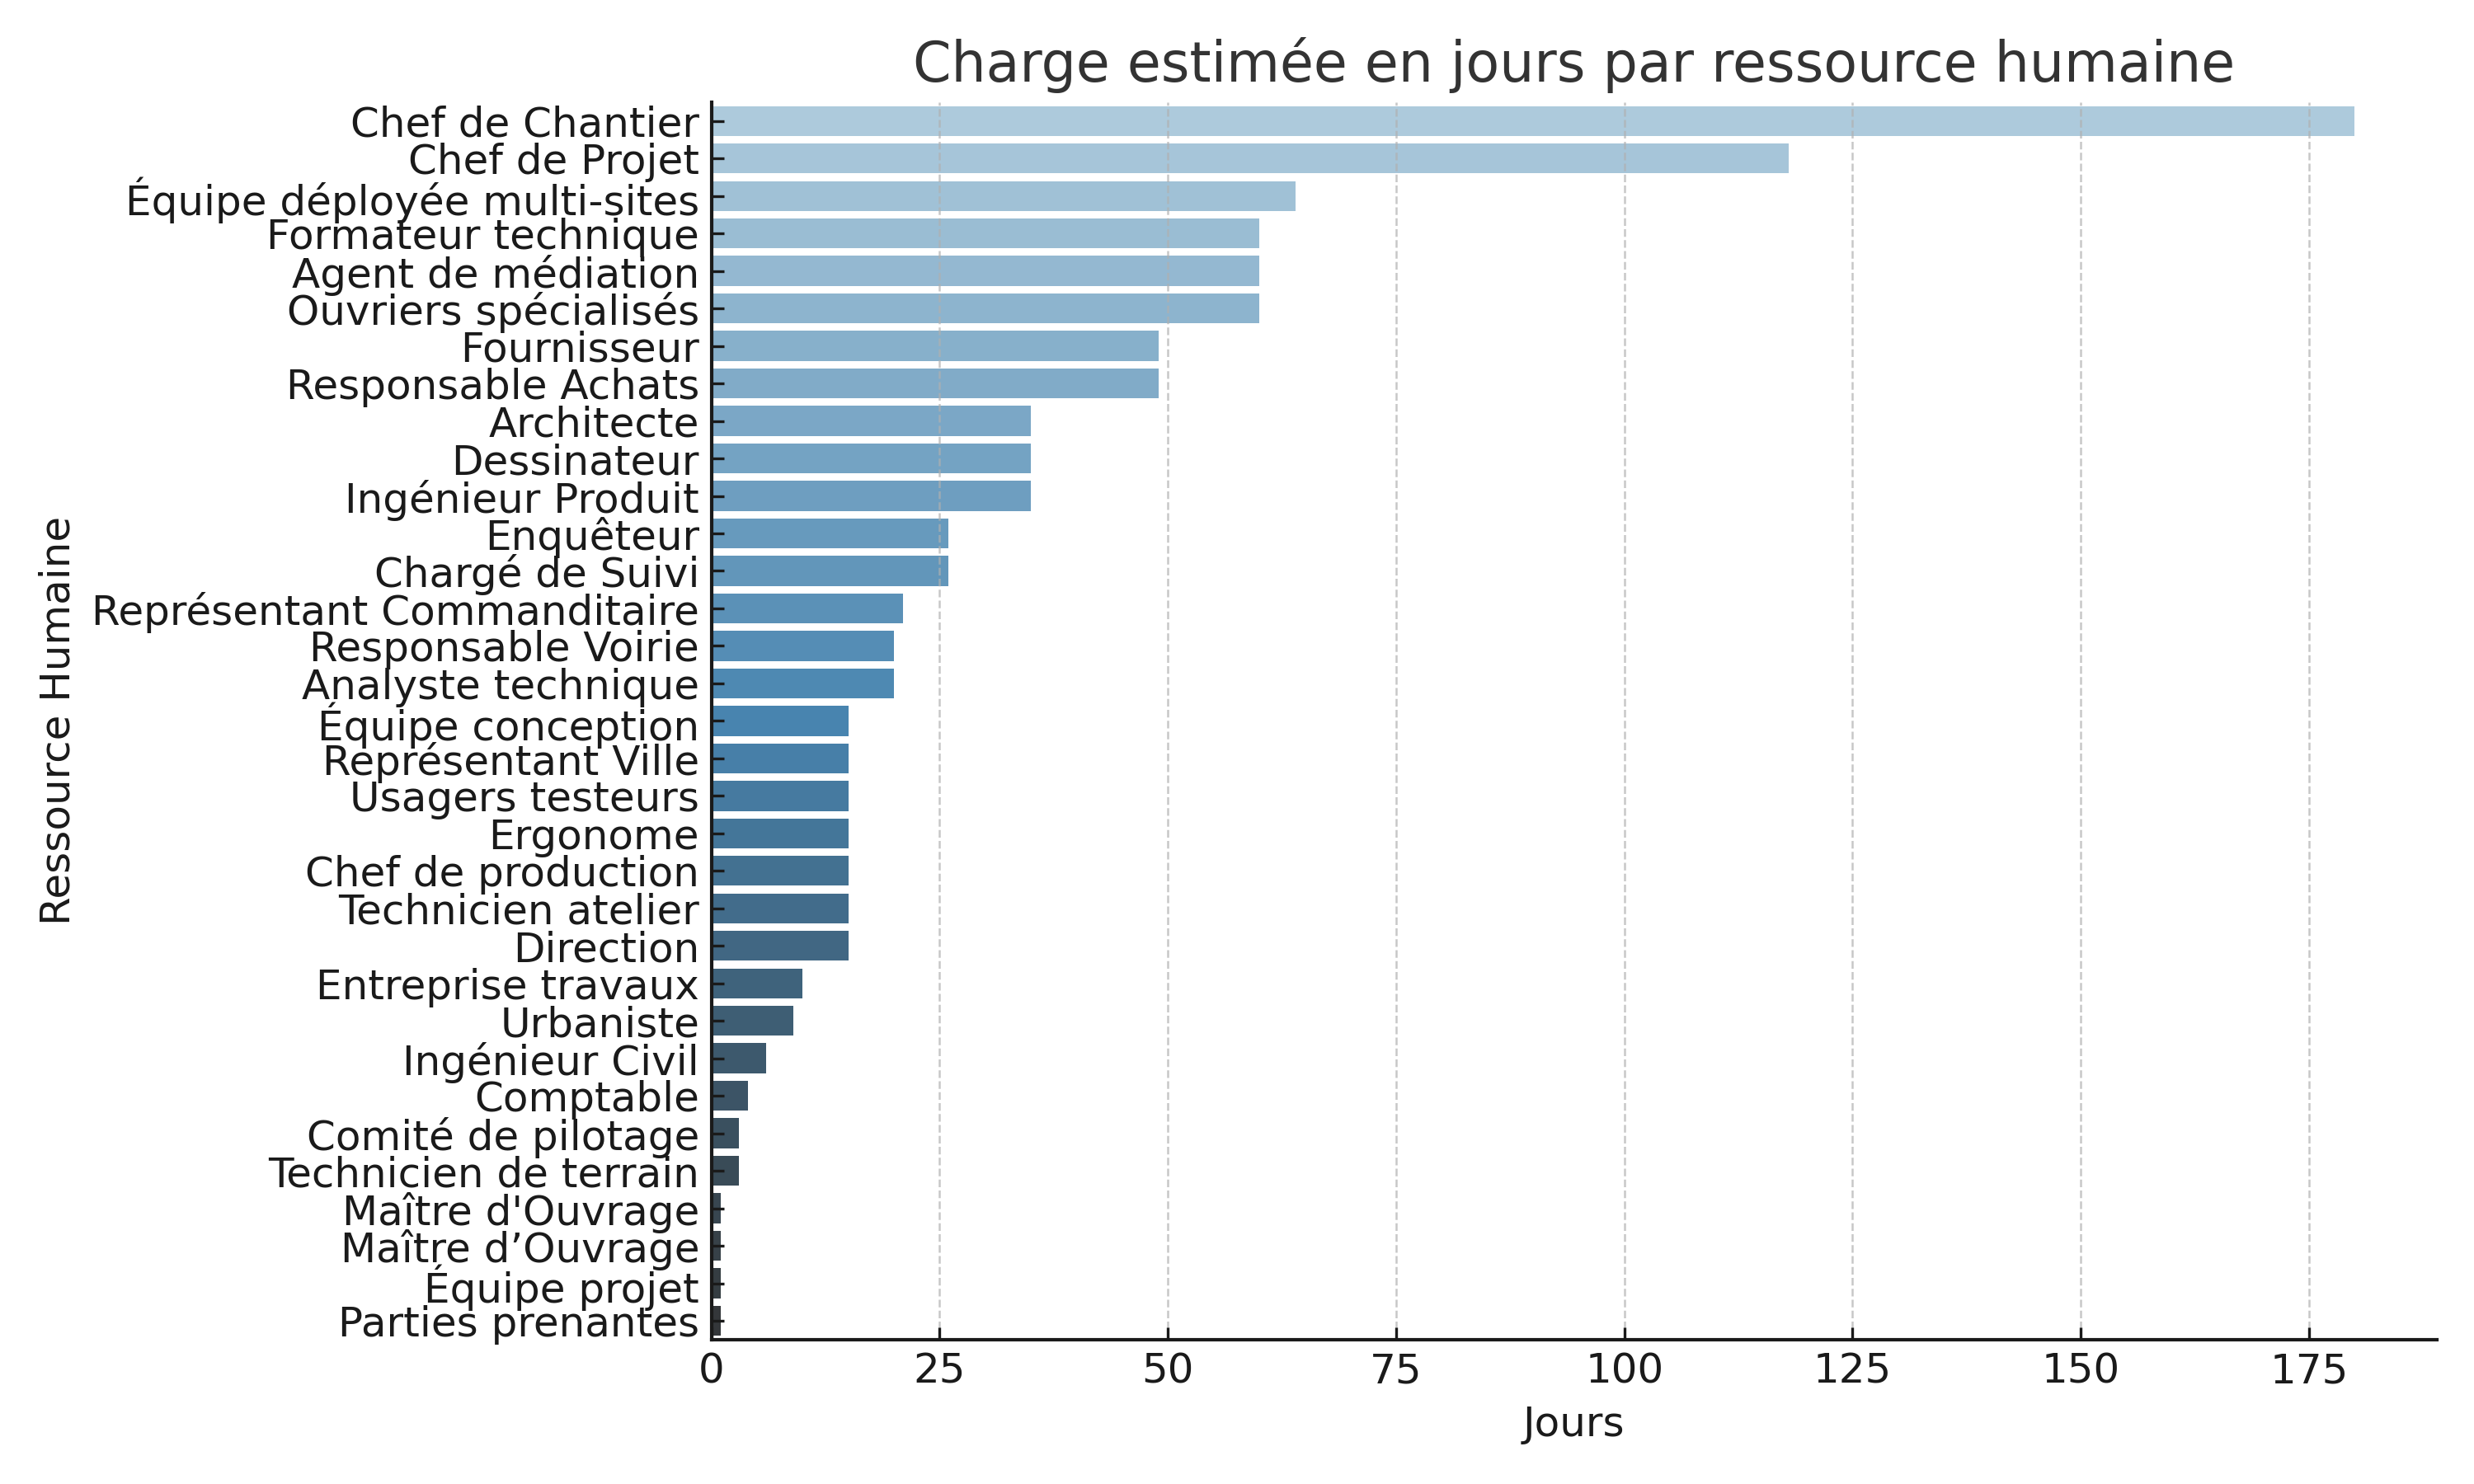 Charge estimée en jours par ressource humaine
Ressource Humaine
Chef de Chantier
Chef de Projet
Équipe déployée multi-sites
Formateur technique
Agent de médiation
Ouvriers spécialisés
Fournisseur
Responsable Achats
Architecte
Dessinateur
Ingénieur Produit
Enquêteur
Chargé de Suivi
Représentant Commanditaire
Responsable Voirie
Analyste technique
Équipe conception
Représentant Ville
Usagers testeurs
Ergonome
Chef de production
Technicien atelier
Direction
Entreprise travaux
Urbaniste
Ingénieur Civil
Comptable
Comité de pilotage
Technicien de terrain
Maître d'Ouvrage
Maître d’Ouvrage
Équipe projet
Parties prenantes
0 25 50 75 100 125 150 175
Jours